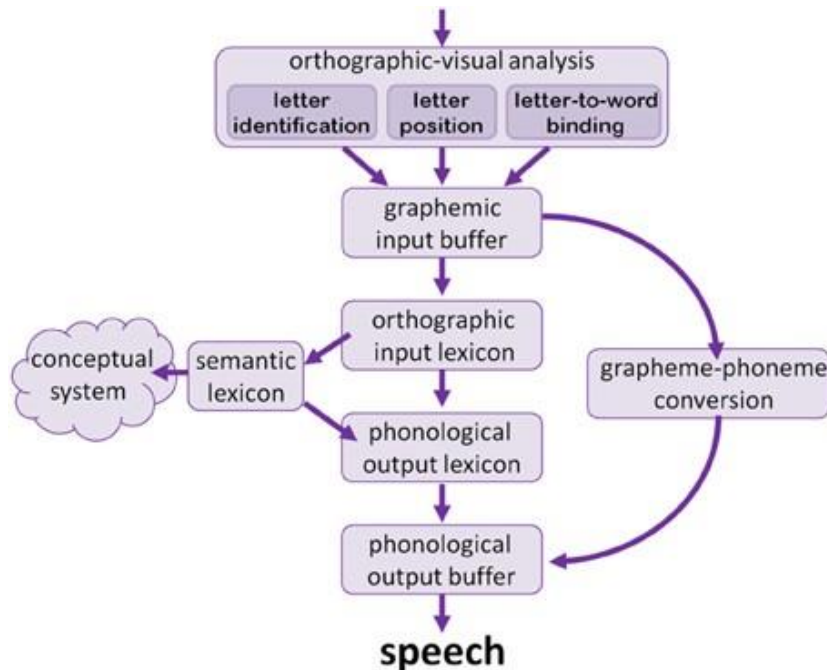 orthographic-visual analysis
letter
identification
letter
position
letter-to-word
binding
graphemic
input buffer
orthographic
input lexicon
conceptual
system
semantic
lexicon
grapheme-phoneme
conversion
phonological
output lexicon
phonological
output buffer
speech